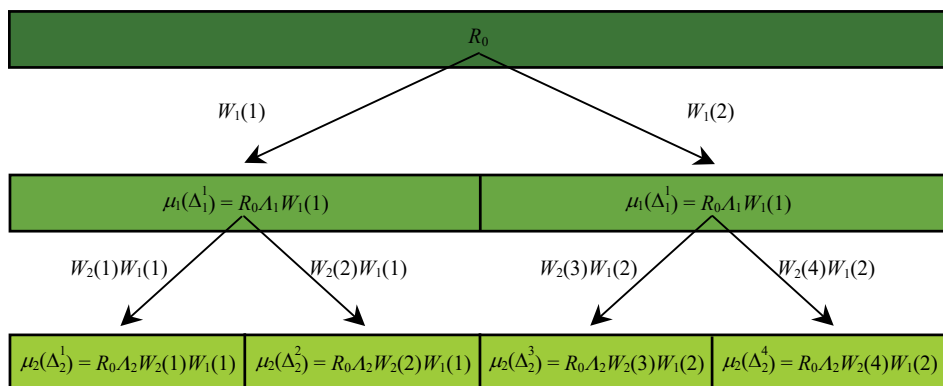 R₀
W₁(1) W₁(2)
μ₁(Δ₁¹) = R₀Λ₁W₁(1) μ₁(Δ₁¹) = R₀Λ₁W₁(1)
W₂(1)W₁(1) W₂(2)W₁(1) W₂(3)W₁(2) W₂(4)W₁(2)
μ₂(Δ₂¹) = R₀Λ₂W₂(1)W₁(1) μ₂(Δ₂²) = R₀Λ₂W₂(2)W₁(1) μ₂(Δ₂³) = R₀Λ₂W₂(3)W₁(2) μ₂(Δ₂⁴) = R₀Λ₂W₂(4)W₁(2)